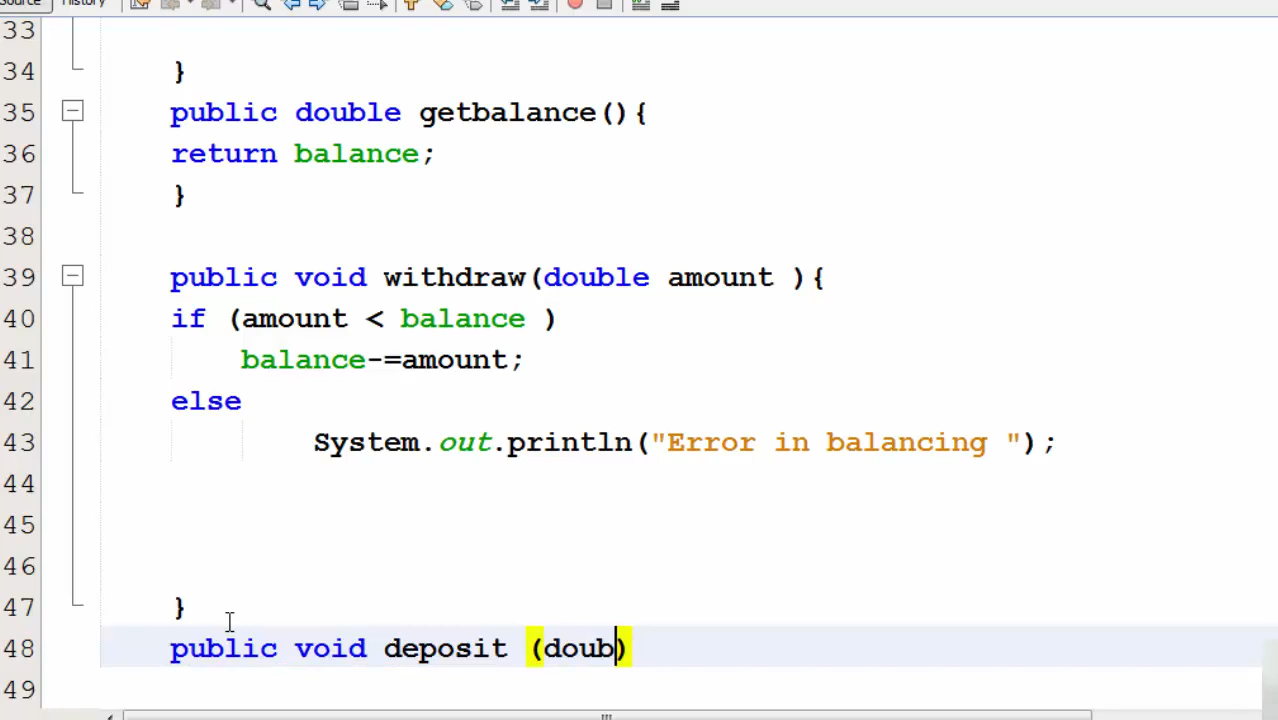 Source History
33
34 }
35 public double getbalance(){
36 return balance;
37 }
38
39 public void withdraw(double amount ){
40 if (amount < balance )
41 balance-=amount;
42 else
43 System.out.println("Error in balancing ");
44
45
46
47 }
48 public void deposit (doub)
49